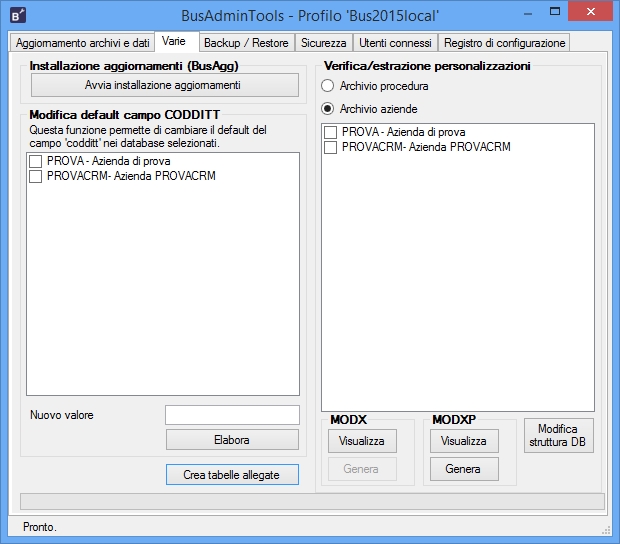 BusAdminTools - Profilo 'Bus2015local'
Aggiornamento archivi e dati
Varie
Backup / Restore
Sicurezza
Utenti connessi
Registro di configurazione
Installazione aggiornamenti (BusAgg)
Avvia installazione aggiornamenti
Modifica default campo CODDITT
Questa funzione permette di cambiare il default del
campo 'codditt' nei database selezionati.
PROVA - Azienda di prova
PROVACRM- Azienda PROVACRM
Nuovo valore
Elabora
Crea tabelle allegate
Verifica/estrazione personalizzazioni
Archivio procedura
Archivio aziende
PROVA - Azienda di prova
PROVACRM- Azienda PROVACRM
MODX
Visualizza
Genera
MODXP
Visualizza
Genera
Modifica
struttura DB
Pronto.